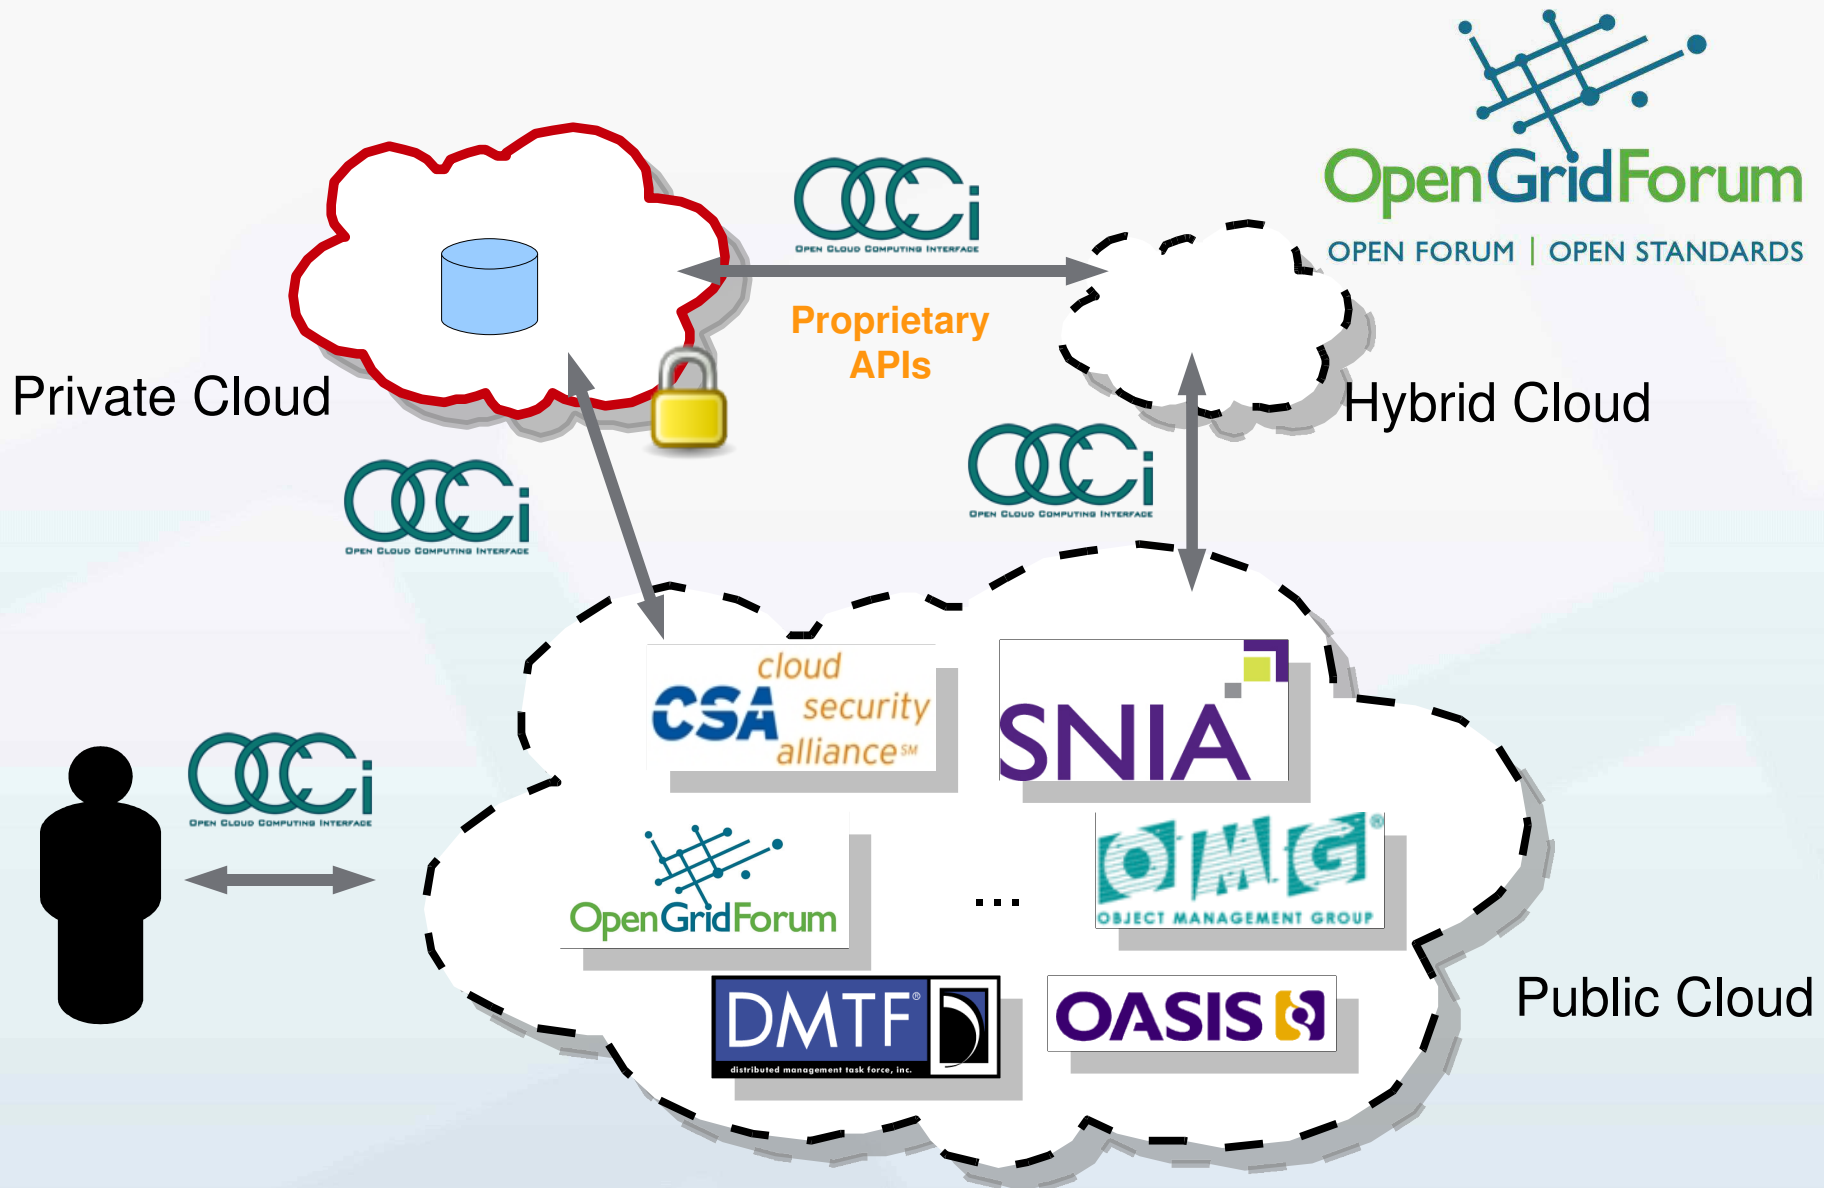 OpenGridForum
OPEN FORUM | OPEN STANDARDS
OCCi
OPEN CLOUD COMPUTING INTERFACE
Proprietary
APIs
Private Cloud
Hybrid Cloud
OCCi
OPEN CLOUD COMPUTING INTERFACE
OCCi
OPEN CLOUD COMPUTING INTERFACE
CSA cloud
security
alliance℠
SNIA
OCCi
OPEN CLOUD COMPUTING INTERFACE
OpenGridForum
...
OMG®
OBJECT MANAGEMENT GROUP
DMTF®
distributed management task force, inc.
OASIS
Public Cloud